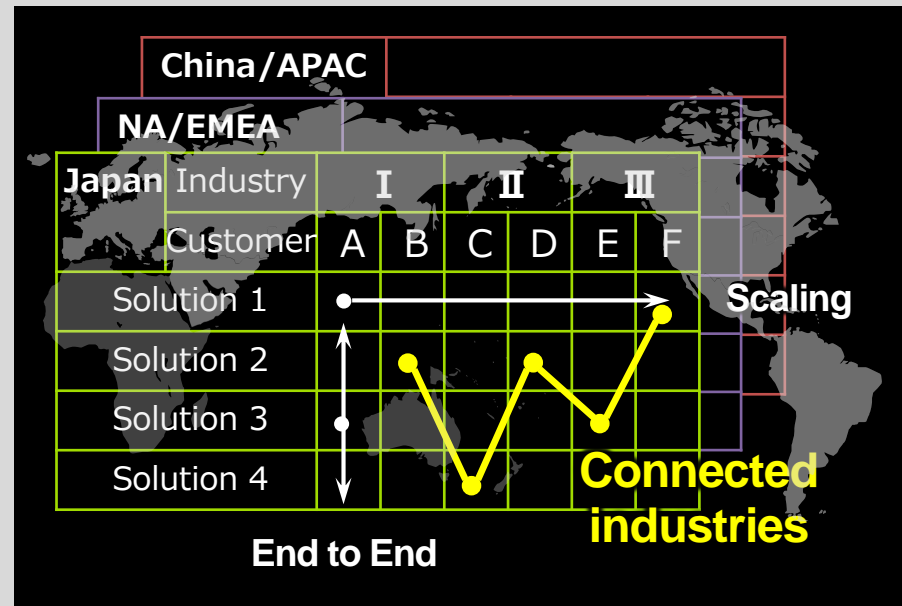 China/APAC
NA/EMEA
Japan Industry Ⅰ Ⅱ Ⅲ
Customer A B C D E F
Solution 1
Scaling
Solution 2
Solution 3
Solution 4
Connected
industries
End to End